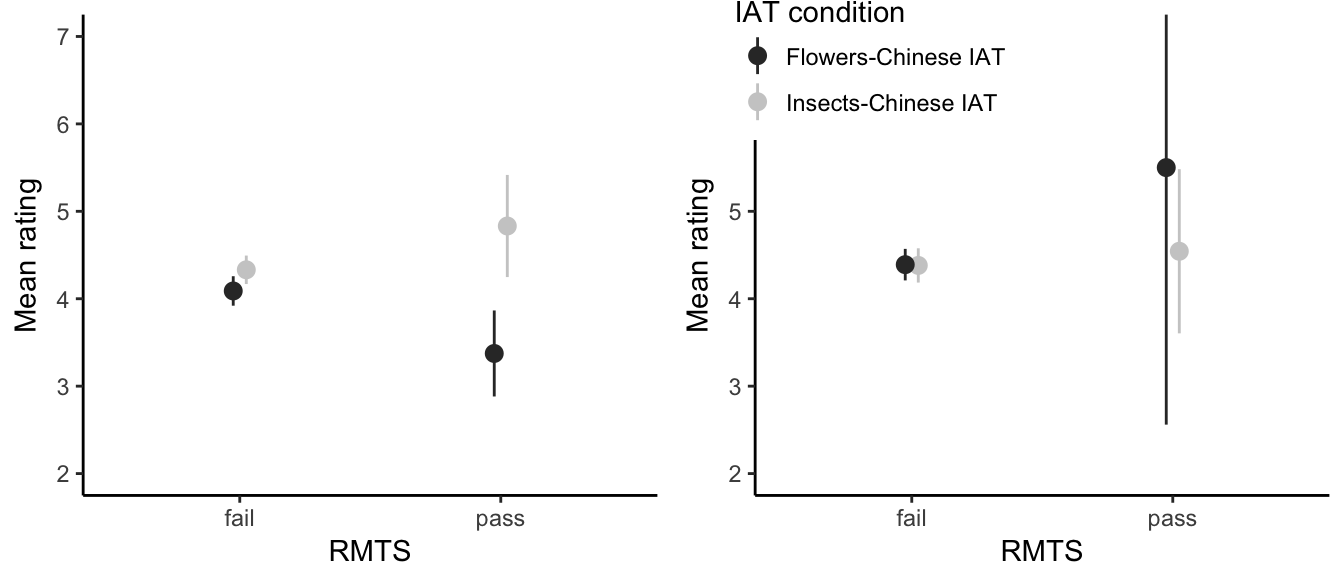 7
6
5
4
3
2
Mean rating
fail
pass
RMTS
IAT condition
Flowers-Chinese IAT
Insects-Chinese IAT
5
4
3
2
Mean rating
fail
pass
RMTS